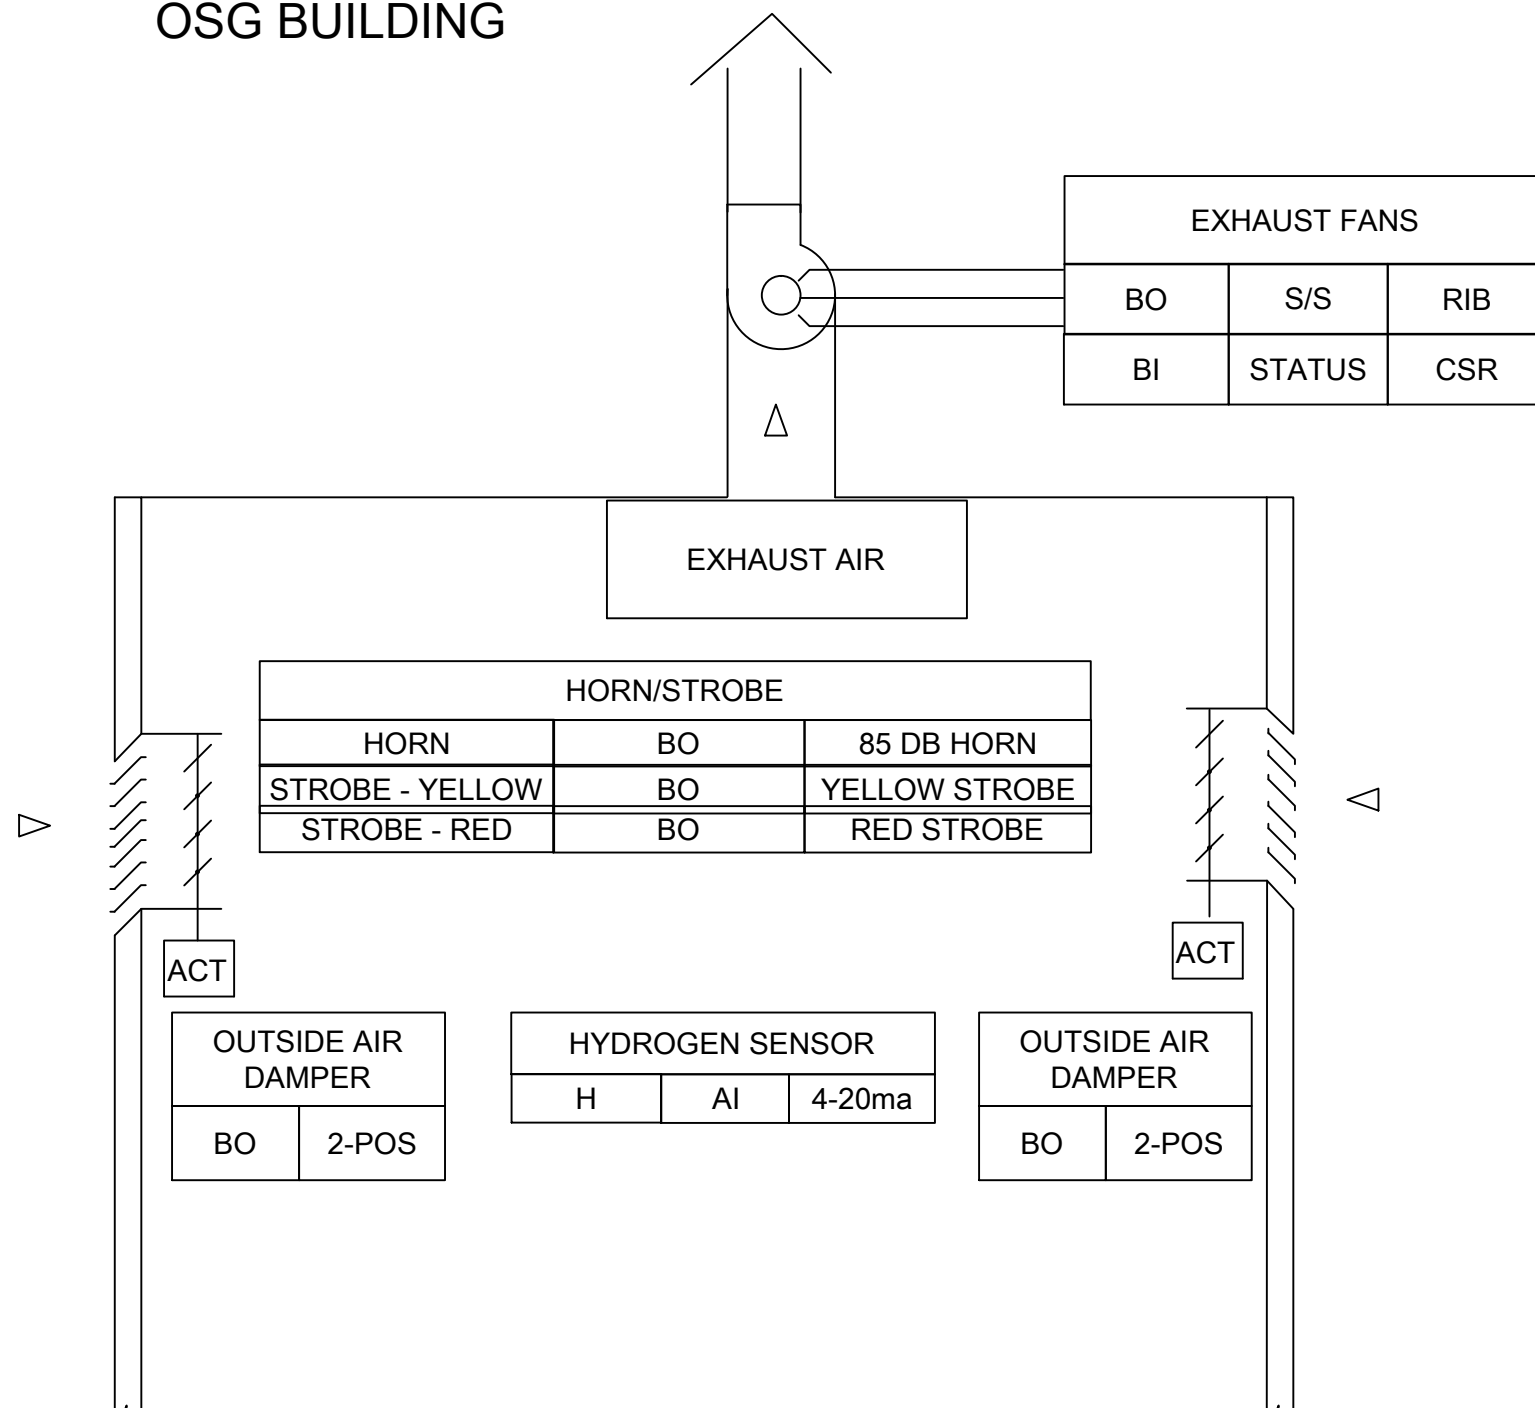 OSG BUILDING
EXHAUST FANS
BO S/S RIB
BI STATUS CSR
EXHAUST AIR
HORN/STROBE
HORN BO 85 DB HORN
STROBE - YELLOW BO YELLOW STROBE
STROBE - RED BO RED STROBE
ACT
ACT
OUTSIDE AIR
DAMPER
BO 2-POS
HYDROGEN SENSOR
H AI 4-20ma
OUTSIDE AIR
DAMPER
BO 2-POS